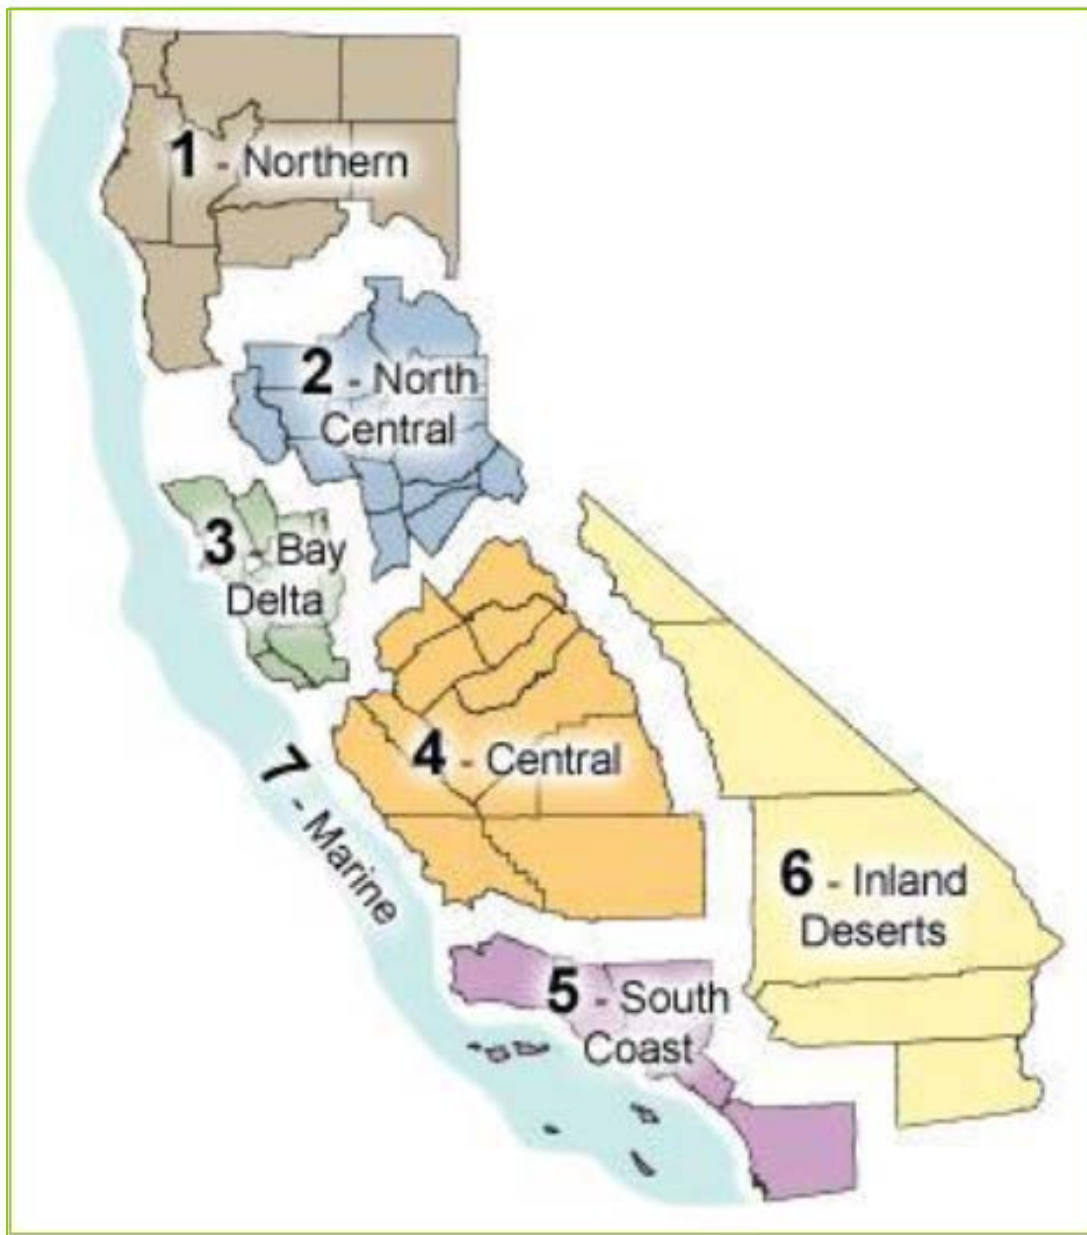 1 - Northern
2 - North
Central
3 - Bay
Delta
4 - Central
7 - Marine
6 - Inland
Deserts
5 - South
Coast